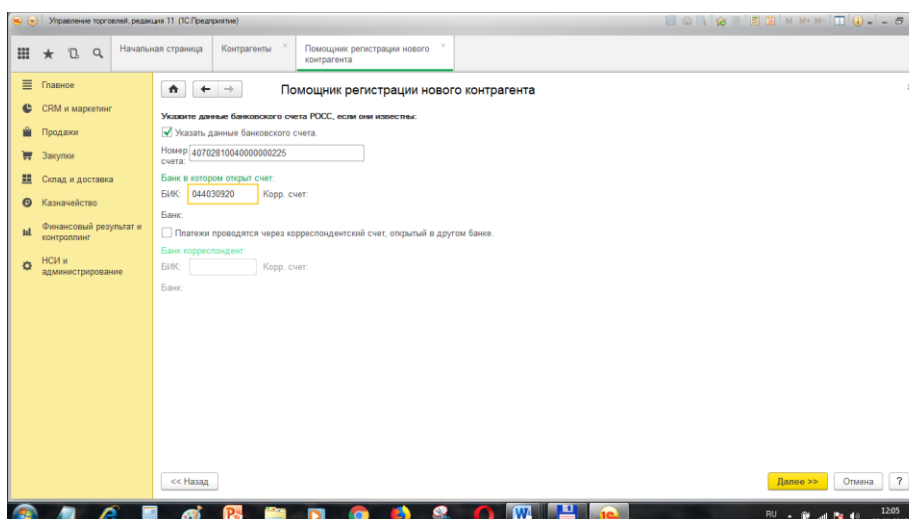 Управление торговлей, редакция 11 (1С:Предприятие)
M M+ M-
Начальная страница
Контрагенты
Помощник регистрации нового
контрагента
Главное
CRM и маркетинг
Продажи
Закупки
Склад и доставка
Казначейство
Финансовый результат и
контроллинг
НСИ и
администрирование
Помощник регистрации нового контрагента
Укажите данные банковского счета РОСС, если они известны:
Указать данные банковского счета.
Номер
счета:
40702810040000000225
Банк в котором открыт счет:
БИК: 044030920 Корр. счет:
Банк:
Платежи проводятся через корреспондентский счет, открытый в другом банке.
Банк корреспондент:
БИК: Корр. счет:
Банк:
<< Назад
Далее >>
Отмена
?
RU
12:05